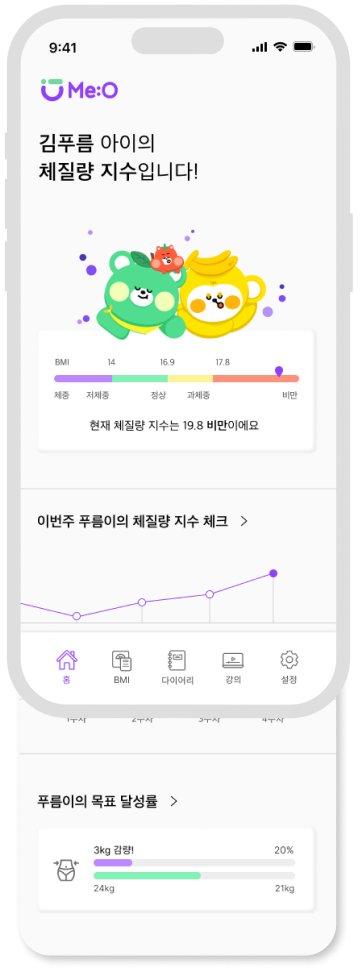 9:41
Me:O
김푸름 아이의
체질량 지수입니다!
BMI 14 16.9 17.8
체중 저체중 정상 과체중 비만
현재 체질량 지수는 19.8 비만이에요
이번주 푸름이의 체질량 지수 체크 >
홈 BMI 다이어리 강의 설정
1주차 2주차 3주차 4주차
푸름이의 목표 달성률 >
3kg 감량! 20%
24kg 21kg